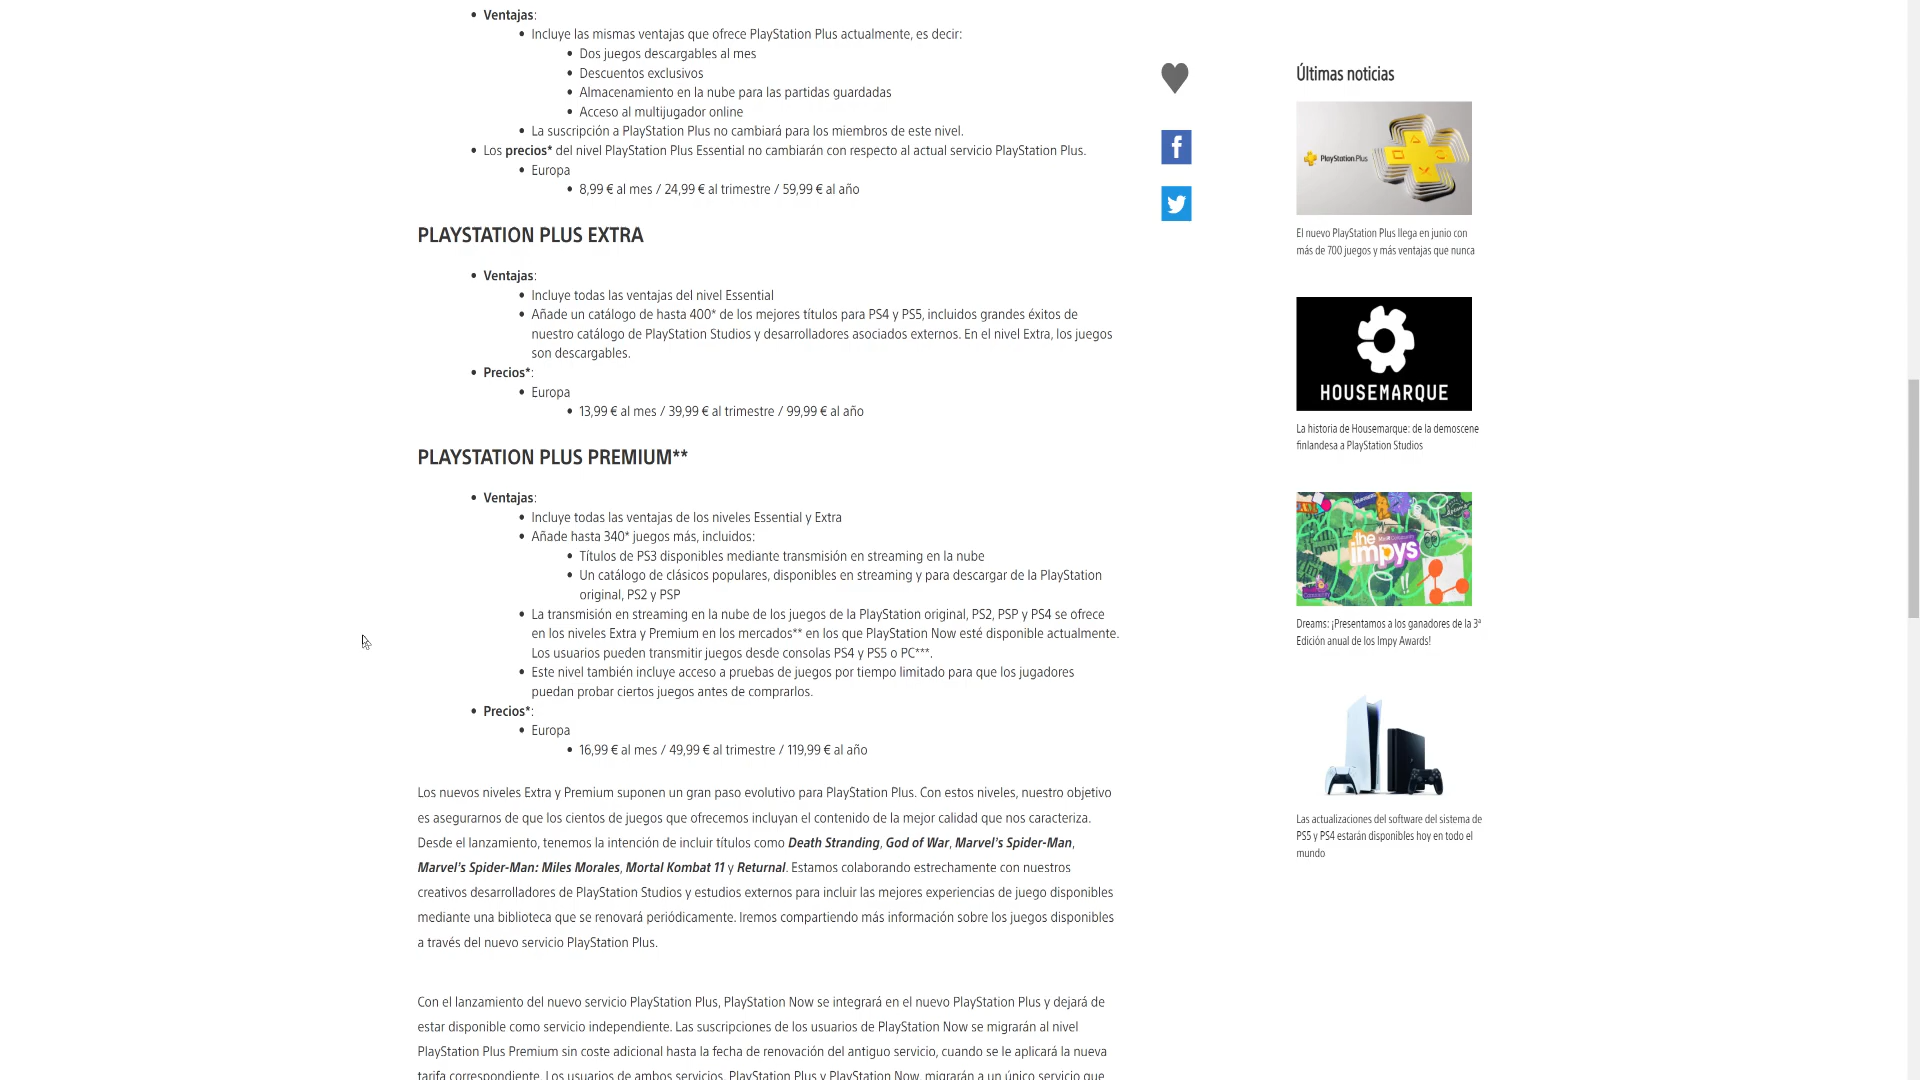 Ventajas:
Incluye las mismas ventajas que ofrece PlayStation Plus actualmente, es decir:
Dos juegos descargables al mes
Descuentos exclusivos
Almacenamiento en la nube para las partidas guardadas
Acceso al multijugador online
La suscripción a PlayStation Plus no cambiará para los miembros de este nivel.
Los precios* del nivel PlayStation Plus Essential no cambiarán con respecto al actual servicio PlayStation Plus.
Europa
8,99 € al mes / 24,99 € al trimestre / 59,99 € al año
PLAYSTATION PLUS EXTRA
Ventajas:
Incluye todas las ventajas del nivel Essential
Añade un catálogo de hasta 400* de los mejores títulos para PS4 y PS5, incluidos grandes éxitos de
nuestro catálogo de PlayStation Studios y desarrolladores asociados externos. En el nivel Extra, los juegos
son descargables.
Precios*:
Europa
13,99 € al mes / 39,99 € al trimestre / 99,99 € al año
PLAYSTATION PLUS PREMIUM**
Ventajas:
Incluye todas las ventajas de los niveles Essential y Extra
Añade hasta 340* juegos más, incluidos:
Títulos de PS3 disponibles mediante transmisión en streaming en la nube
Un catálogo de clásicos populares, disponibles en streaming y para descargar de la PlayStation
original, PS2 y PSP
La transmisión en streaming en la nube de los juegos de la PlayStation original, PS2, PSP y PS4 se ofrece
en los niveles Extra y Premium en los mercados** en los que PlayStation Now esté disponible actualmente.
Los usuarios pueden transmitir juegos desde consolas PS4 y PS5 o PC***.
Este nivel también incluye acceso a pruebas de juegos por tiempo limitado para que los jugadores
puedan probar ciertos juegos antes de comprarlos.
Precios*:
Europa
16,99 € al mes / 49,99 € al trimestre / 119,99 € al año
Los nuevos niveles Extra y Premium suponen un gran paso evolutivo para PlayStation Plus. Con estos niveles, nuestro objetivo
es asegurarnos de que los cientos de juegos que ofrecemos incluyan el contenido de la mejor calidad que nos caracteriza.
Desde el lanzamiento, tenemos la intención de incluir títulos como Death Stranding, God of War, Marvel's Spider-Man,
Marvel's Spider-Man: Miles Morales, Mortal Kombat 11 y Returnal. Estamos colaborando estrechamente con nuestros
creativos desarrolladores de PlayStation Studios y estudios externos para incluir las mejores experiencias de juego disponibles
mediante una biblioteca que se renovará periódicamente. Iremos compartiendo más información sobre los juegos disponibles
a través del nuevo servicio PlayStation Plus.
Con el lanzamiento del nuevo servicio PlayStation Plus, PlayStation Now se integrará en el nuevo PlayStation Plus y dejará de
estar disponible como servicio independiente. Las suscripciones de los usuarios de PlayStation Now se migrarán al nivel
PlayStation Plus Premium sin coste adicional hasta la fecha de renovación del antiguo servicio, cuando se le aplicará la nueva
tarifa correspondiente. Los usuarios de ambos servicios, PlayStation Plus y PlayStation Now, migrarán a un único servicio que
Últimas noticias
PlayStation Plus
El nuevo PlayStation Plus llega en junio con
más de 700 juegos y más ventajas que nunca
HOUSEMARQUE
La historia de Housemarque: de la demoscene
finlandesa a PlayStation Studios
the
impys
Dreams: ¡Presentamos a los ganadores de la 3ª
Edición anual de los Impy Awards!
Las actualizaciones del software del sistema de
PS5 y PS4 estarán disponibles hoy en todo el
mundo